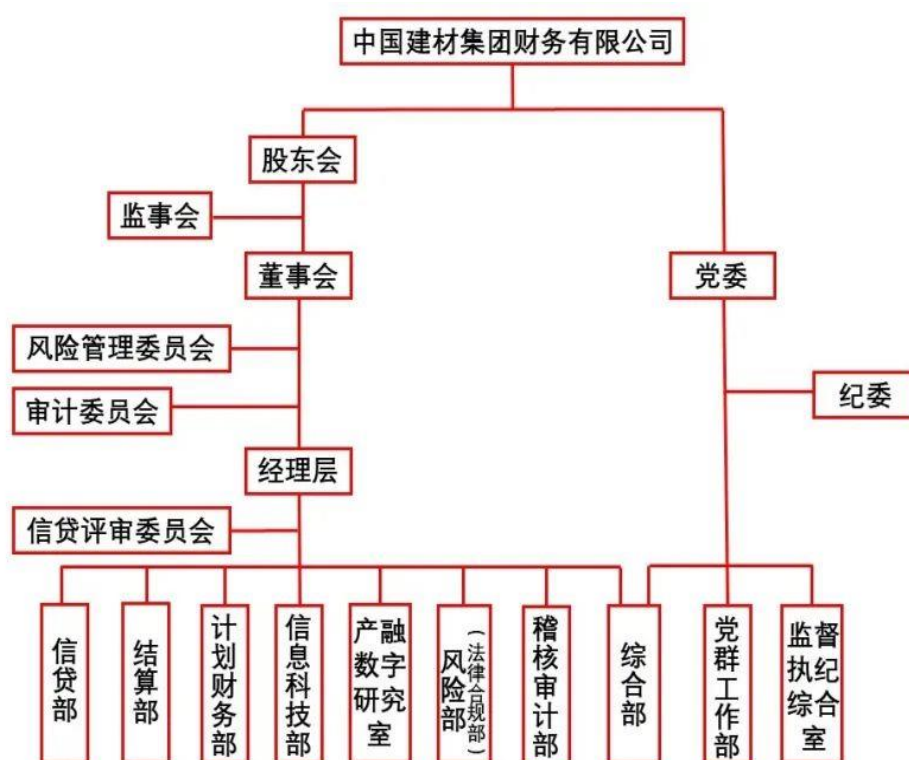 中国建材集团财务有限公司
股东会
监事会
董事会
党委
风险管理委员会
纪委
审计委员会
经理层
信贷评审委员会
信贷部
结算部
计划财务部
信息科技部
产融
数字
研究
室
风险部
（法律合规部）
稽核审计部
综合部
党群工作部
监督
执纪
综合
室